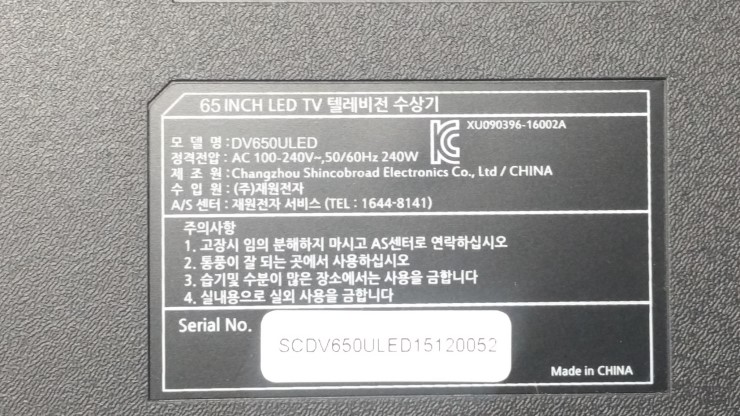 65 INCH LED TV 텔레비전 수상기
XU090396-16002A
모 델 명 : DV650ULED
정격전압 : AC 100-240V~,50/60Hz 240W
제 조 원 : Changzhou Shincobroad Electronics Co., Ltd / CHINA
수 입 원 : (주)재원전자
A/S 센터 : 재원전자 서비스 (TEL : 1644-8141)
주의사항
1. 고장시 임의 분해하지 마시고 AS센터로 연락하십시오
2. 통풍이 잘 되는 곳에서 사용하십시오
3. 습기및 수분이 많은 장소에서는 사용을 금합니다
4. 실내용으로 실외 사용을 금합니다
Serial No.
SCDV650ULED15120052
Made in CHINA